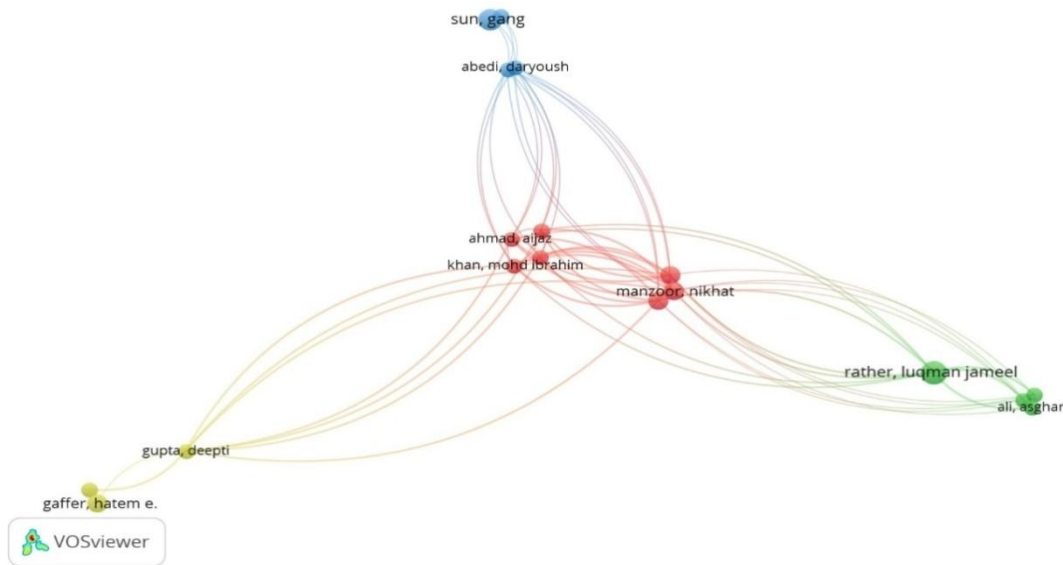 sun, gang
abedi, daryoush
ahmad, aijaz
khan, mohd ibrahim
manzoor, nikhat
rather, luqman jameel
ali, asghar
gupta, deepti
gaffer, hatem e.
VOSviewer